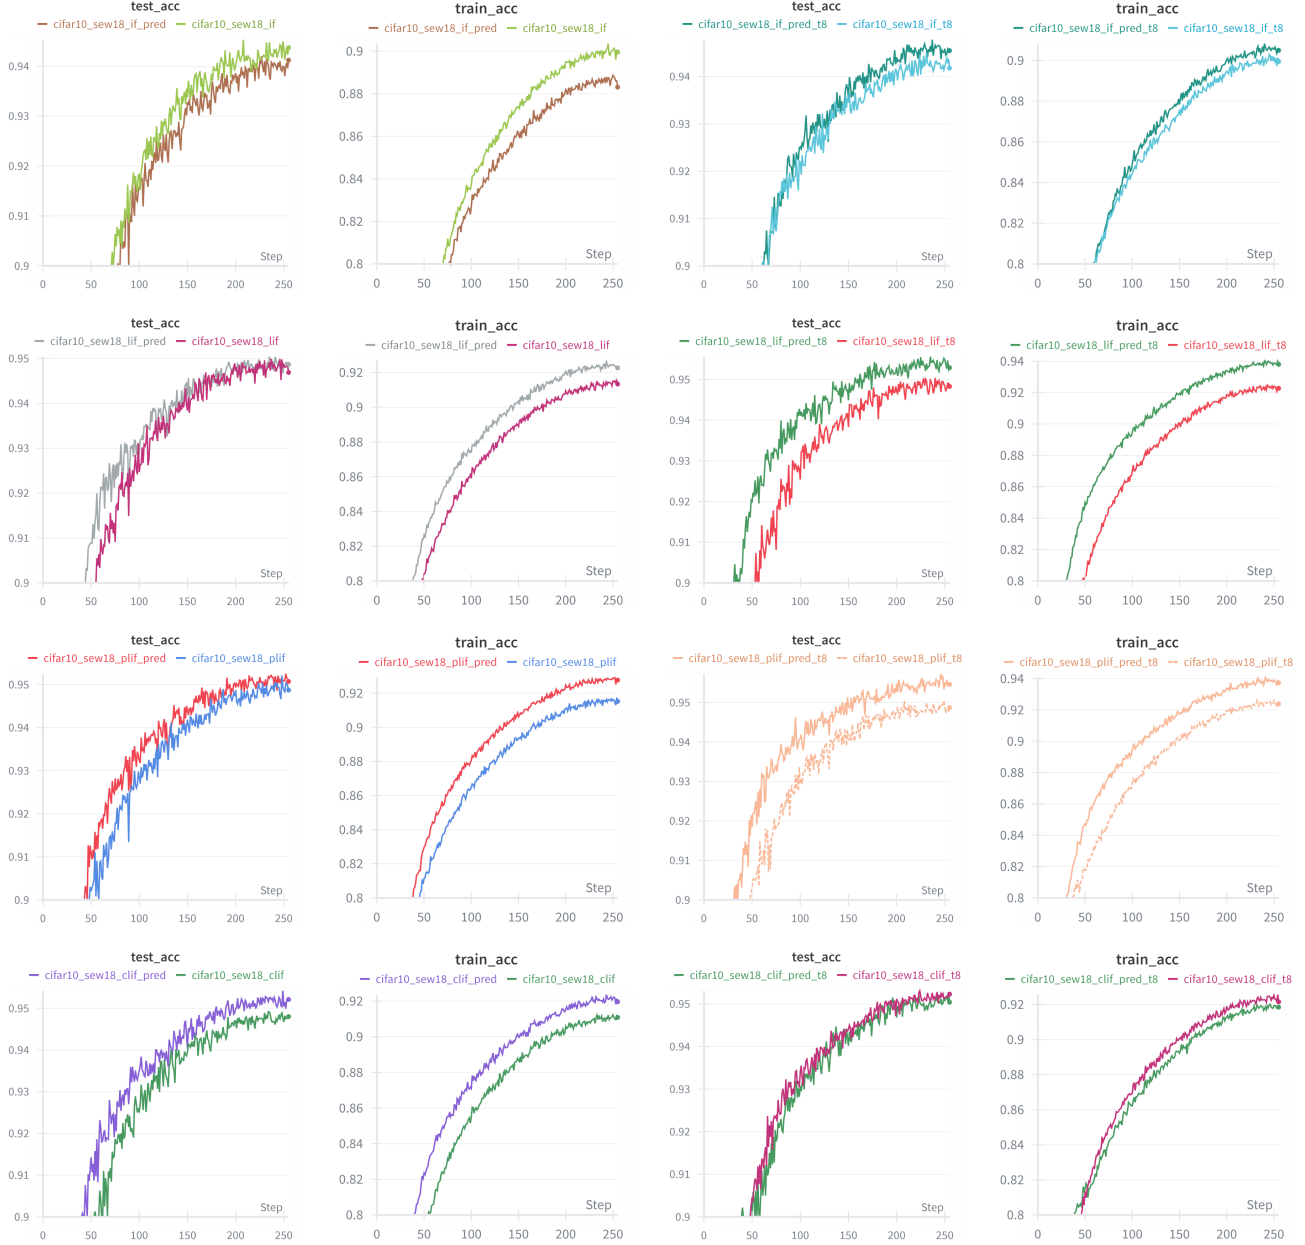 test_acc
cifar10_sew18_if_pred cifar10_sew18_if
0.94
0.93
0.92
0.91
0.9
0 50 100 150 200 250
Step
train_acc
cifar10_sew18_if_pred cifar10_sew18_if
0.9
0.88
0.86
0.84
0.82
0.8
0 50 100 150 200 250
Step
test_acc
cifar10_sew18_if_pred_t8 cifar10_sew18_if_t8
0.94
0.93
0.92
0.91
0.9
0 50 100 150 200 250
Step
train_acc
cifar10_sew18_if_pred_t8 cifar10_sew18_if_t8
0.9
0.88
0.86
0.84
0.82
0.8
0 50 100 150 200 250
Step
test_acc
cifar10_sew18_lif_pred cifar10_sew18_lif
0.95
0.94
0.93
0.92
0.91
0.9
0 50 100 150 200 250
Step
train_acc
cifar10_sew18_lif_pred cifar10_sew18_lif
0.92
0.9
0.88
0.86
0.84
0.82
0.8
0 50 100 150 200 250
Step
test_acc
cifar10_sew18_lif_pred_t8 cifar10_sew18_lif_t8
0.95
0.94
0.93
0.92
0.91
0.9
0 50 100 150 200 250
Step
train_acc
cifar10_sew18_lif_pred_t8 cifar10_sew18_lif_t8
0.94
0.92
0.9
0.88
0.86
0.84
0.82
0.8
0 50 100 150 200 250
Step
test_acc
cifar10_sew18_plif_pred cifar10_sew18_plif
0.95
0.94
0.93
0.92
0.91
0.9
0 50 100 150 200 250
Step
train_acc
cifar10_sew18_plif_pred cifar10_sew18_plif
0.92
0.9
0.88
0.86
0.84
0.82
0.8
0 50 100 150 200 250
Step
test_acc
cifar10_sew18_plif_pred_t8 cifar10_sew18_plif_t8
0.95
0.94
0.93
0.92
0.91
0.9
0 50 100 150 200 250
Step
train_acc
cifar10_sew18_plif_pred_t8 cifar10_sew18_plif_t8
0.94
0.92
0.9
0.88
0.86
0.84
0.82
0.8
0 50 100 150 200 250
Step
test_acc
cifar10_sew18_clif_pred cifar10_sew18_clif
0.95
0.94
0.93
0.92
0.91
0.9
0 50 100 150 200 250
Step
train_acc
cifar10_sew18_clif_pred cifar10_sew18_clif
0.92
0.9
0.88
0.86
0.84
0.82
0.8
0 50 100 150 200 250
Step
test_acc
cifar10_sew18_clif_pred_t8 cifar10_sew18_clif_t8
0.95
0.94
0.93
0.92
0.91
0.9
0 50 100 150 200 250
Step
train_acc
cifar10_sew18_clif_pred_t8 cifar10_sew18_clif_t8
0.92
0.9
0.88
0.86
0.84
0.82
0.8
0 50 100 150 200 250
Step